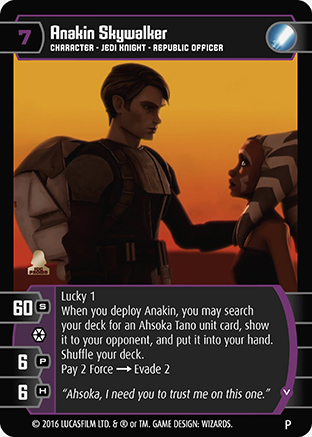 7
Anakin Skywalker
CHARACTER - JEDI KNIGHT - REPUBLIC OFFICER
60 S
Lucky 1
When you deploy Anakin, you may search
your deck for an Ahsoka Tano unit card, show
it to your opponent, and put it into your hand.
Shuffle your deck.
6 P
Pay 2 Force → Evade 2
6 H
“Ahsoka, I need you to trust me on this one.”
V
© 2016 LUCASFILM LTD. & ® or TM. GAME DESIGN: WIZARDS.
P